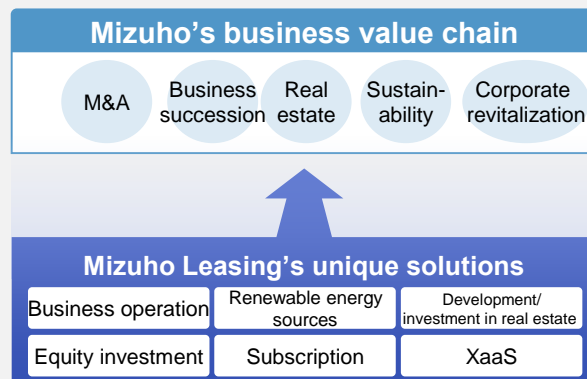 Mizuho’s business value chain
M&A
Business
succession
Real
estate
Sustain-
ability
Corporate
revitalization
Mizuho Leasing’s unique solutions
Business operation
Renewable energy
sources
Development/
investment in real estate
Equity investment
Subscription
XaaS